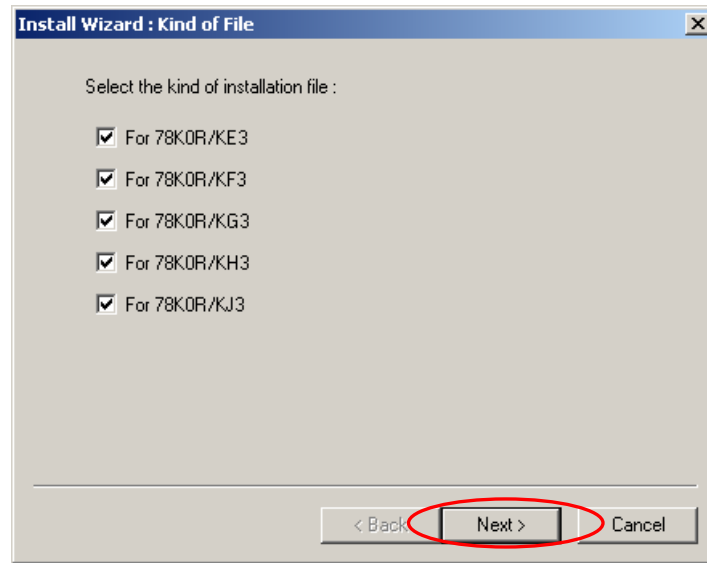 Install Wizard : Kind of File
Select the kind of installation file :
For 78K0R/KE3
For 78K0R/KF3
For 78K0R/KG3
For 78K0R/KH3
For 78K0R/KJ3
< Back Next > Cancel